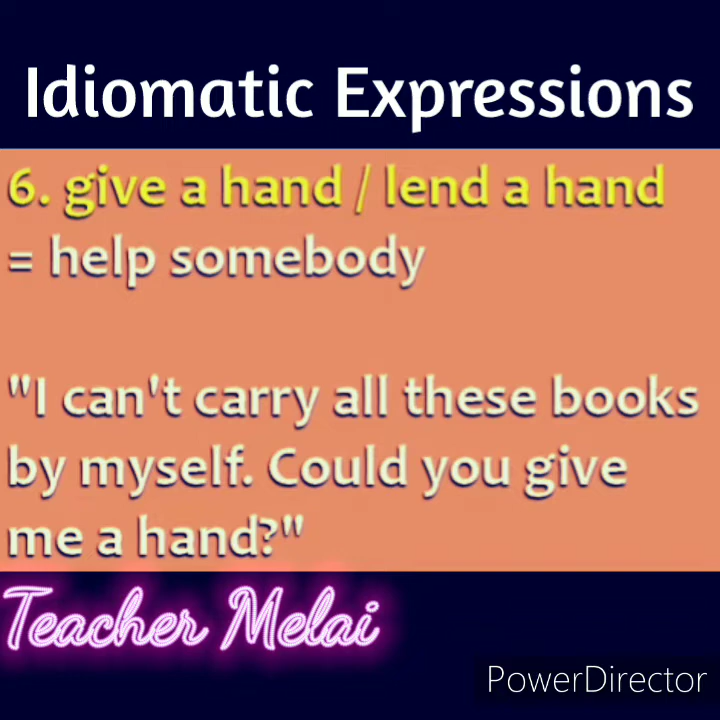 Idiomatic Expressions
6. give a hand / lend a hand
= help somebody
"I can't carry all these books
by myself. Could you give
me a hand?"
Teacher Melai
PowerDirector